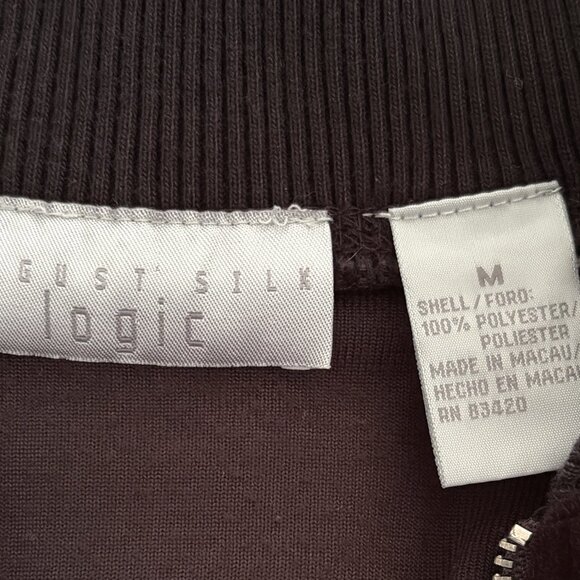 GUST SILK
logic
M
SHELL/FORO:
100% POLYESTER/
POLIESTER
MADE IN MACAU/
HECHO EN MACAU
RN 83420